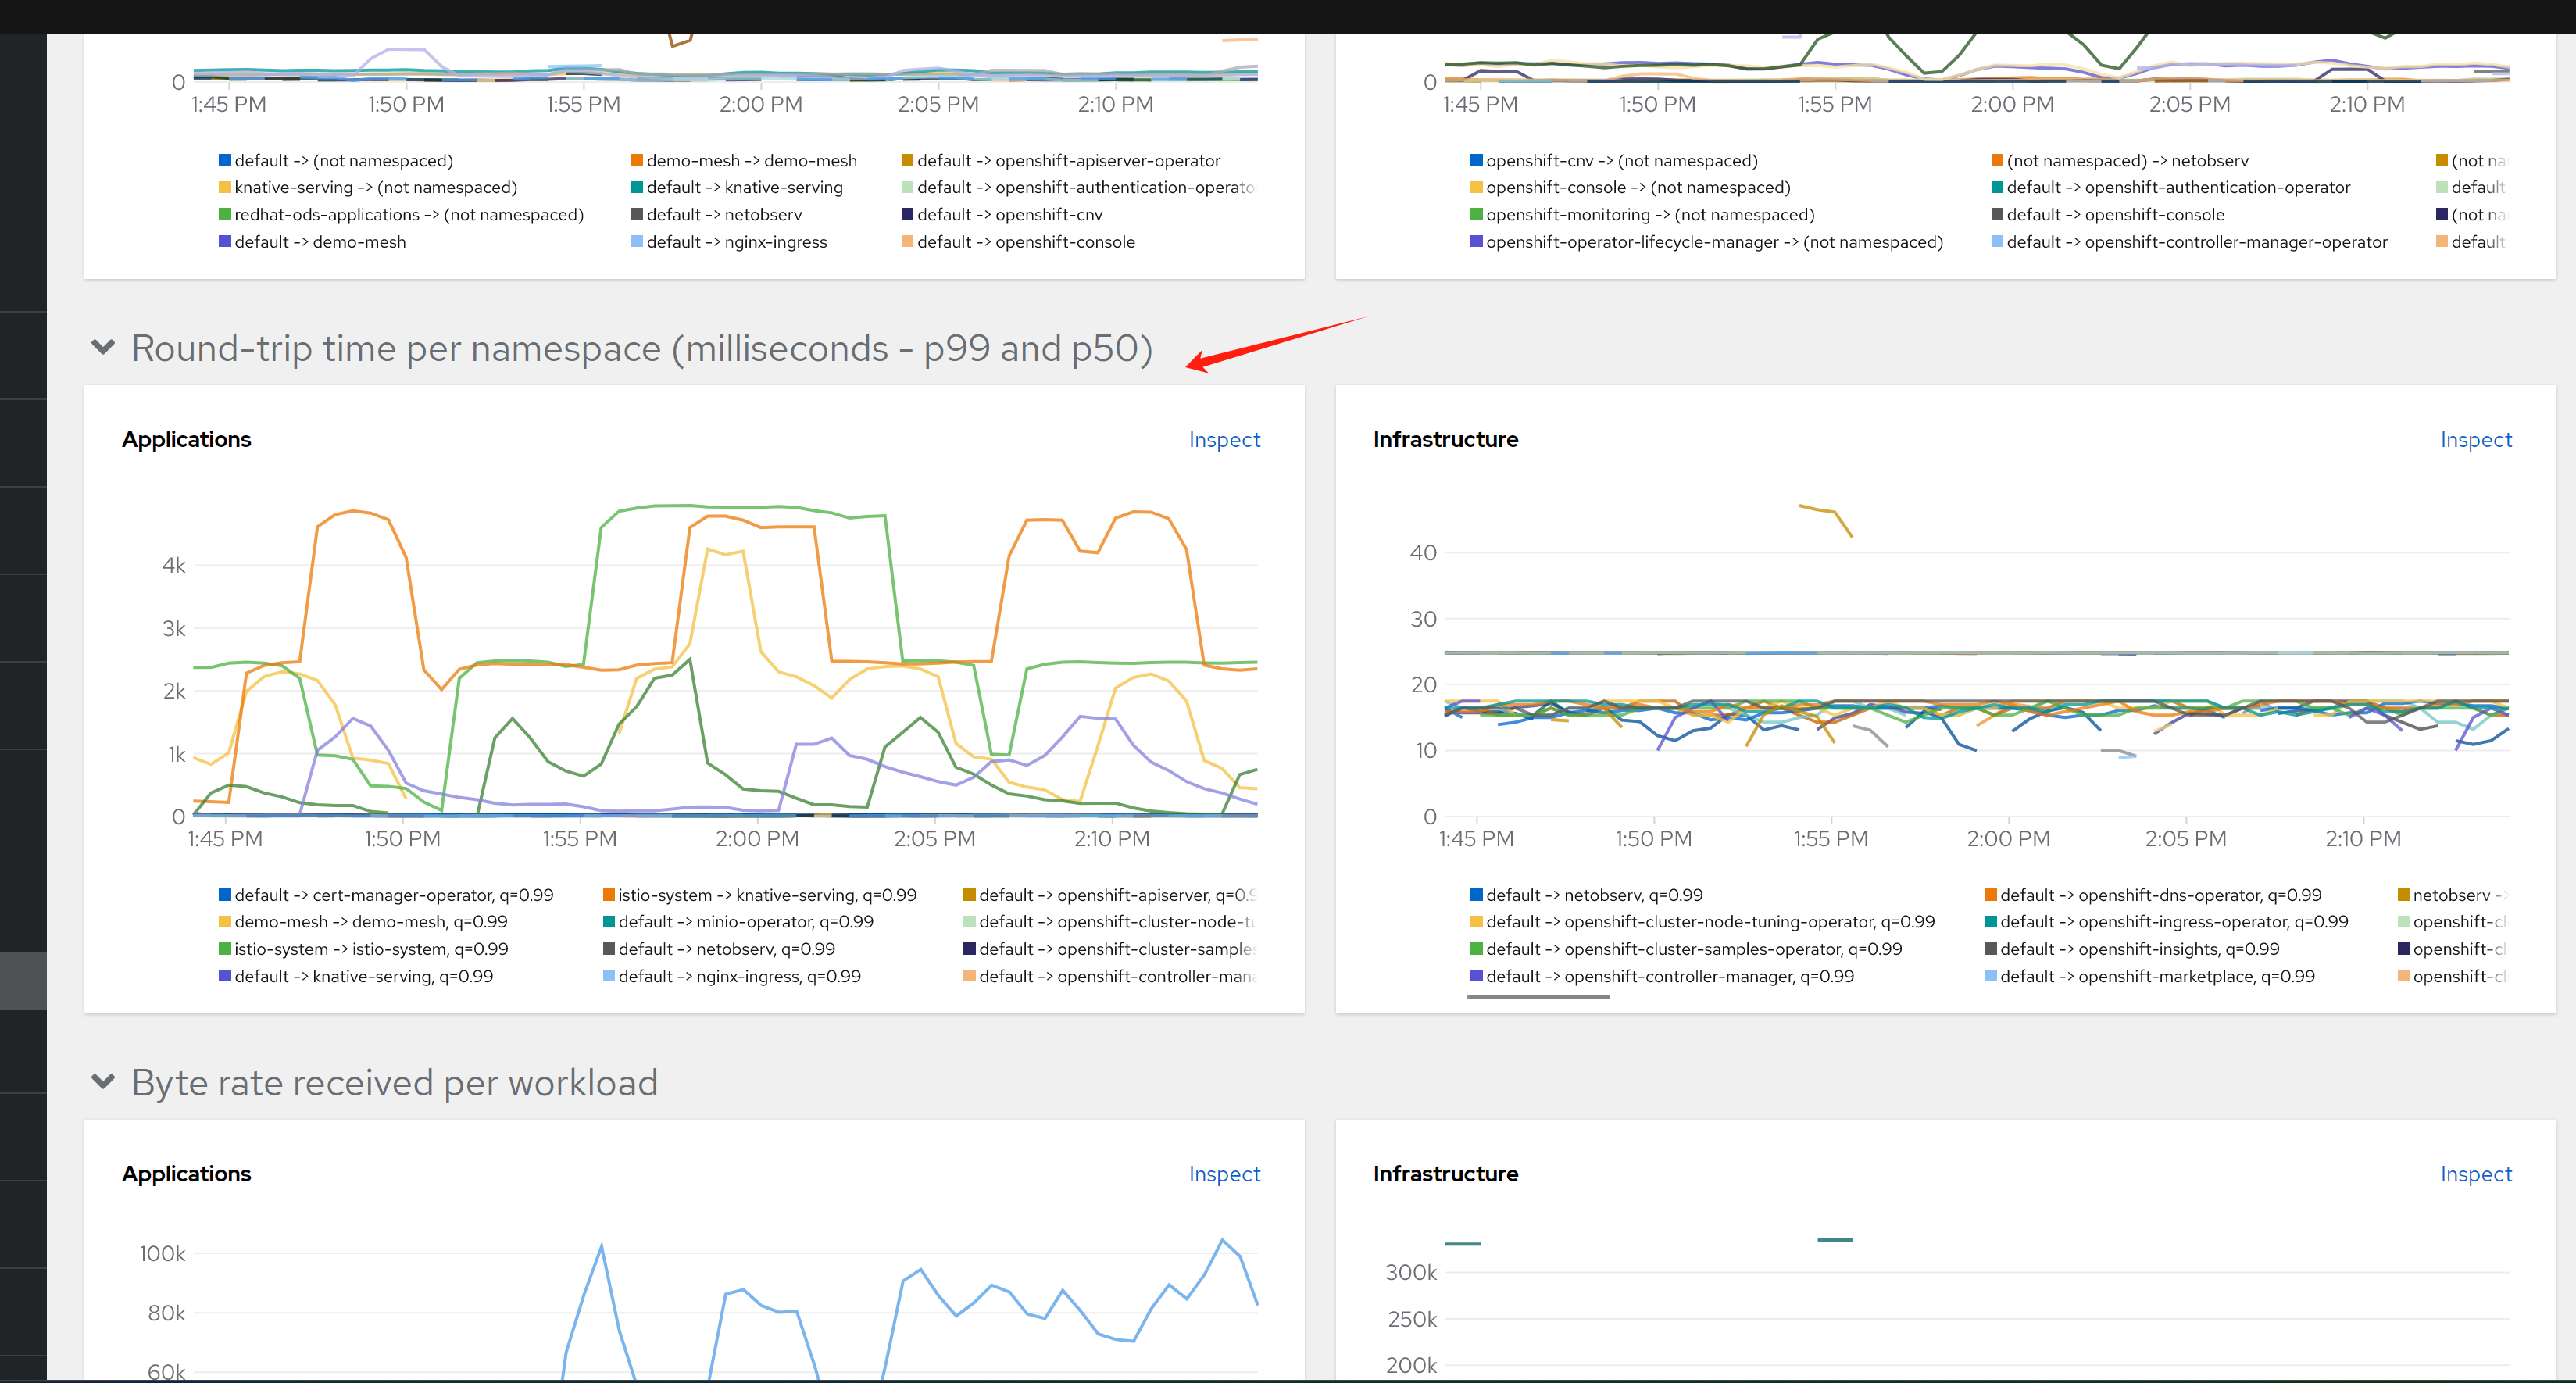 0
1:45 PM 1:50 PM 1:55 PM 2:00 PM 2:05 PM 2:10 PM
default -> (not namespaced) demo-mesh -> demo-mesh default -> openshift-apiserver-operator
knative-serving -> (not namespaced) default -> knative-serving default -> openshift-authentication-operato
redhat-ods-applications -> (not namespaced) default -> netobserv default -> openshift-cnv
default -> demo-mesh default -> nginx-ingress default -> openshift-console
0
1:45 PM 1:50 PM 1:55 PM 2:00 PM 2:05 PM 2:10 PM
openshift-cnv -> (not namespaced) (not namespaced) -> netobserv (not na
openshift-console -> (not namespaced) default -> openshift-authentication-operator default
openshift-monitoring -> (not namespaced) default -> openshift-console (not na
openshift-operator-lifecycle-manager -> (not namespaced) default -> openshift-controller-manager-operator default
Round-trip time per namespace (milliseconds - p99 and p50)
Applications Inspect
4k
3k
2k
1k
0
1:45 PM 1:50 PM 1:55 PM 2:00 PM 2:05 PM 2:10 PM
default -> cert-manager-operator, q=0.99 istio-system -> knative-serving, q=0.99 default -> openshift-apiserver, q=0.9
demo-mesh -> demo-mesh, q=0.99 default -> minio-operator, q=0.99 default -> openshift-cluster-node-tu
istio-system -> istio-system, q=0.99 default -> netobserv, q=0.99 default -> openshift-cluster-samples
default -> knative-serving, q=0.99 default -> nginx-ingress, q=0.99 default -> openshift-controller-mana
Infrastructure Inspect
40
30
20
10
0
1:45 PM 1:50 PM 1:55 PM 2:00 PM 2:05 PM 2:10 PM
default -> netobserv, q=0.99 default -> openshift-dns-operator, q=0.99 netobserv -
default -> openshift-cluster-node-tuning-operator, q=0.99 default -> openshift-ingress-operator, q=0.99 openshift-cl
default -> openshift-cluster-samples-operator, q=0.99 default -> openshift-insights, q=0.99 openshift-cl
default -> openshift-controller-manager, q=0.99 default -> openshift-marketplace, q=0.99 openshift-cl
Byte rate received per workload
Applications Inspect
100k
80k
60k
Infrastructure Inspect
300k
250k
200k